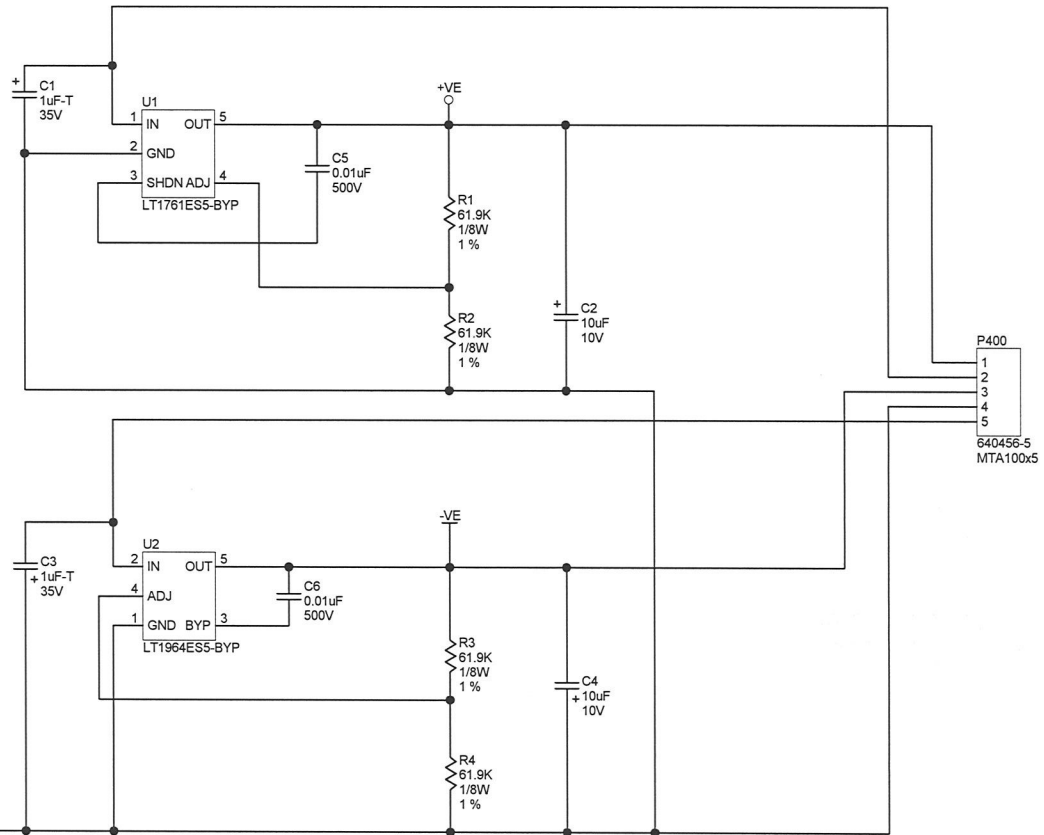 C1
1uF-T
35V
U1
1 IN OUT 5
2 GND
3 SHDN ADJ 4
LT1761ES5-BYP
C5
0.01uF
500V
+VE
R1
61.9K
1/8W
1 %
R2
61.9K
1/8W
1 %
+
C2
10uF
10V
P400
1
2
3
4
5
640456-5
MTA100x5
C3
+ 1uF-T
35V
U2
2 IN OUT 5
4 ADJ
1 GND BYP 3
LT1964ES5-BYP
C6
0.01uF
500V
-VE
R3
61.9K
1/8W
1 %
C4
+ 10uF
10V
R4
61.9K
1/8W
1 %